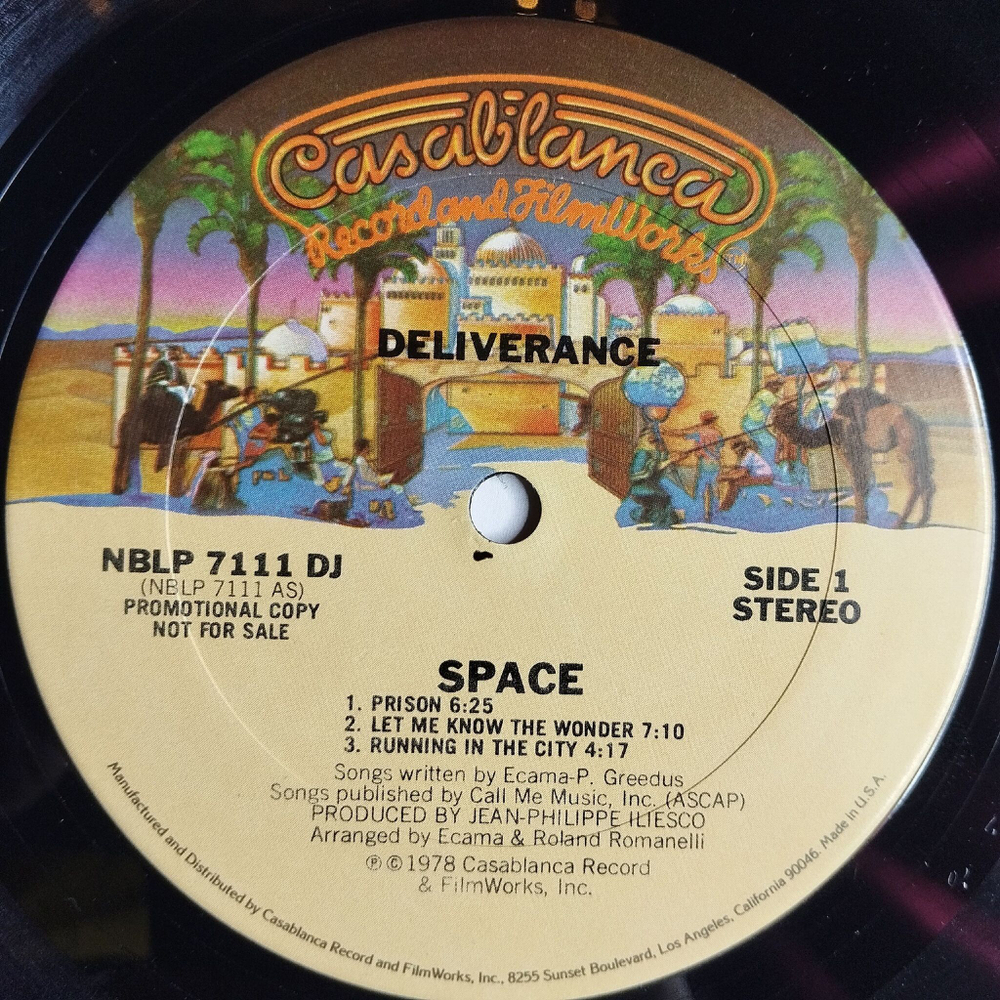 Casablanca
Record and FilmWorks™
DELIVERANCE
NBLP 7111 DJ
(NBLP 7111 AS)
PROMOTIONAL COPY
NOT FOR SALE
SIDE 1
STEREO
SPACE
1. PRISON 6:25
2. LET ME KNOW THE WONDER 7:10
3. RUNNING IN THE CITY 4:17
Songs written by Ecama-P. Greedus
Songs published by Call Me Music, Inc. (ASCAP)
PRODUCED BY JEAN-PHILIPPE ILIESCO
Arranged by Ecama & Roland Romanelli
℗ © 1978 Casablanca Record
& FilmWorks, Inc.
Manufactured and Distributed by Casablanca Record and FilmWorks, Inc., 8255 Sunset Boulevard, Los Angeles, California 90046. Made in U.S.A.